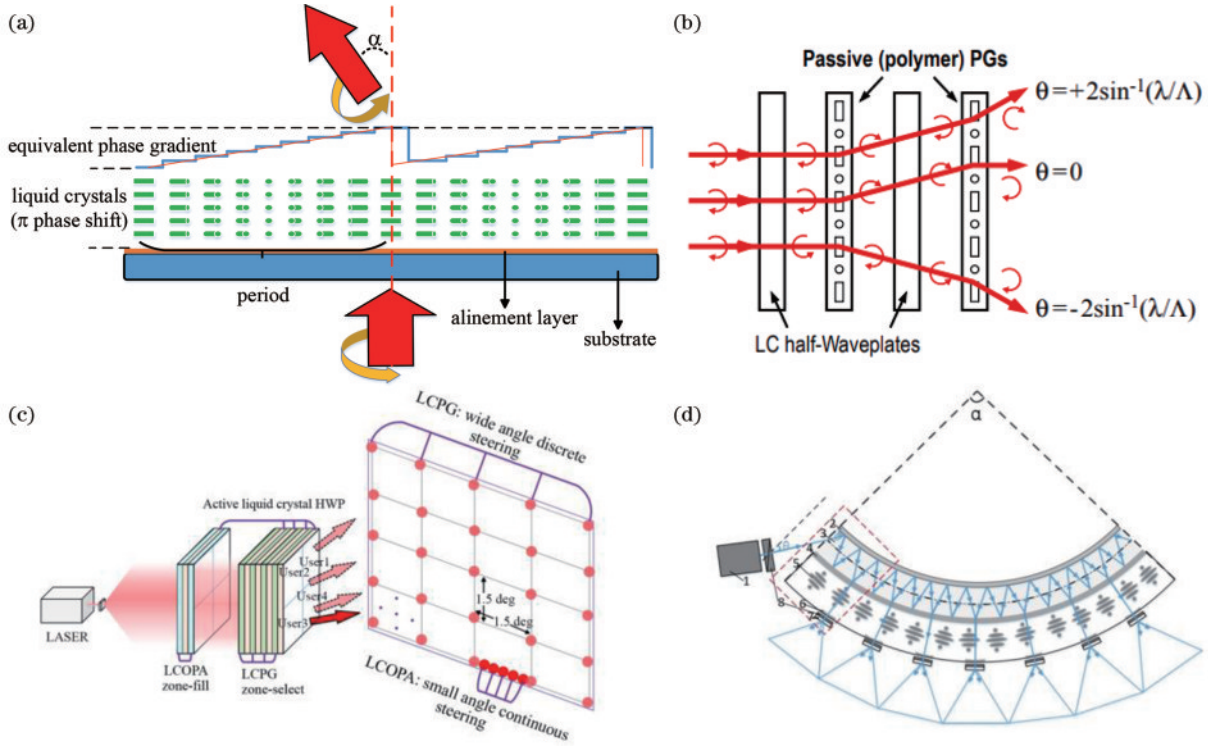 (a)
α
equivalent phase gradient
liquid crystals
(π phase shift)
period
alinement layer
substrate
(b)
Passive (polymer) PGs
θ=+2sin⁻¹(λ/Λ)
θ=0
θ=-2sin⁻¹(λ/Λ)
LC half-Waveplates
(c)
LCPG: wide angle discrete
steering
Active liquid crystal HWP
User1
User2
User4
User3
1.5 deg
1.5 deg
LASER
LCOPA
zone-fill
LCPG
zone-select
LCOPA: small angle continuous
steering
(d)
α
1
2
3
4
5
8
6